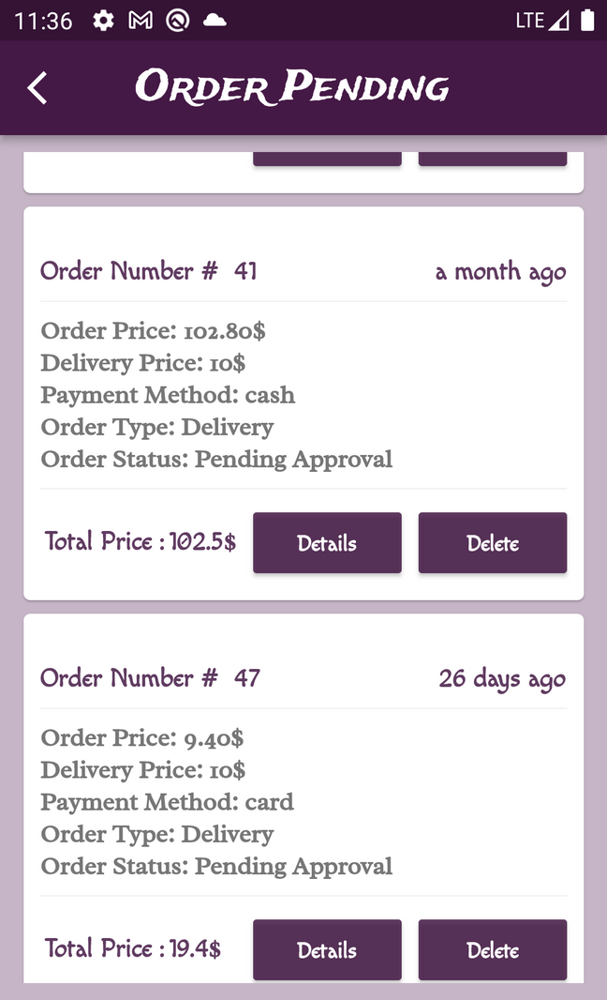 11:36 LTE
Order Pending
Order Number # 41 a month ago
Order Price: 102.80$
Delivery Price: 10$
Payment Method: cash
Order Type: Delivery
Order Status: Pending Approval
Total Price : 102.5$ Details Delete
Order Number # 47 26 days ago
Order Price: 9.40$
Delivery Price: 10$
Payment Method: card
Order Type: Delivery
Order Status: Pending Approval
Total Price : 19.4$ Details Delete